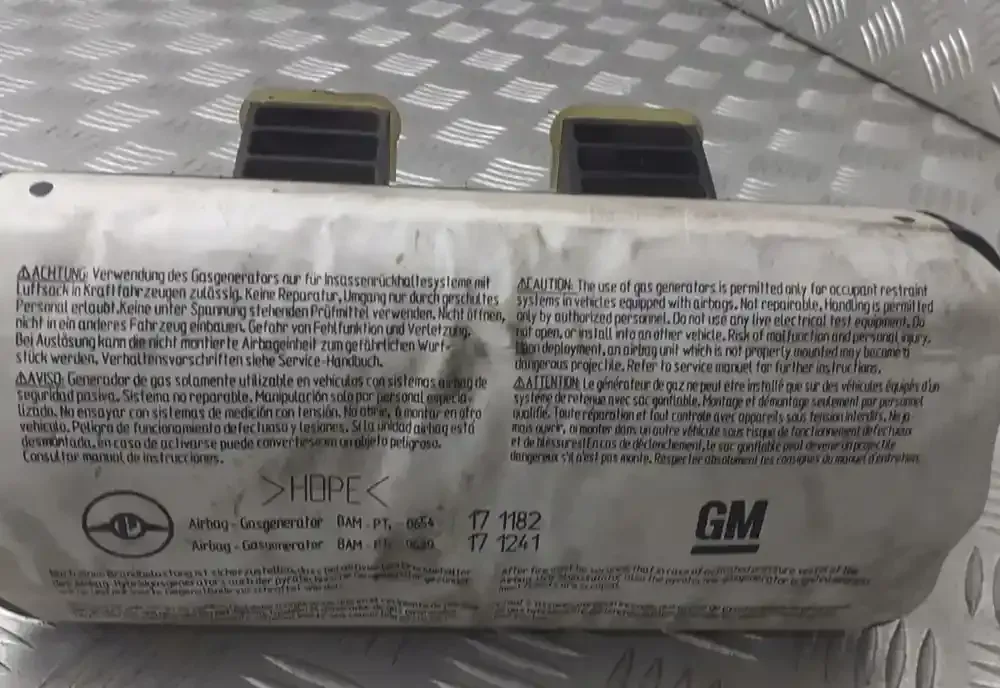 ⚠ACHTUNG: Verwendung des Gasgenerators nur für Insassenrückhaltesysteme mit
Luftsack in Kraftfahrzeugen zulässig. Keine Reparatur, Umgang nur durch geschultes
Personal erlaubt. Keine unter Spannung stehenden Prüfmittel verwenden. Nicht öffnen,
nicht in ein anderes Fahrzeug einbauen. Gefahr von Fehlfunktion und Verletzung.
Bei Auslösung kann die nicht montierte Airbageinheit zum gefährlichen Wurf-
stück werden. Verhaltensvorschriften siehe Service-Handbuch.
⚠AVISO: Generador de gas solamente utilizable en vehículos con sistemas airbag de
seguridad pasiva. Sistema no reparable. Manipulación solo por personal especia-
lizado. No ensayar con sistemas de medición con tensión. No abrir, ó montar en otro
vehículo. Peligro de funcionamiento defectuoso y lesiones. Si la unidad airbag está
desmontada, en caso de activarse puede convertirse en un objeto peligroso.
Consultar manual de instrucciones.
⚠CAUTION: The use of gas generators is permitted only for occupant restraint
systems in vehicles equipped with airbags. Not repairable. Handling is permitted
only by authorized personnel. Do not use any live electrical test equipment. Do
not open, or install into another vehicle. Risk of malfunction and personal injury.
Upon deployment, an airbag unit which is not properly mounted may become a
dangerous projectile. Refer to service manual for further instructions.
⚠ATTENTION: Le générateur de gaz ne peut être installé que sur des véhicules équipés d'un
système de retenue avec sac gonflable. Montage et démontage seulement par personnel
qualifié. Toute réparation et tout controle avec appareils sous tension interdits. Ne ja
mais ouvrir, ni monter dans un autre véhicule sous risque de fonctionnement defectueux
et de blessures! En cas de déclenchement, le sac gonflable peut devenir un projectile
dangereux s'il n'est pas monté. Respecter absolument les consignes du manuel d'entretien.
>HDPE<
Airbag-Gasgenerator BAM-PT, 0654 17 1182
Airbag-Gasgenerator BAM 17 1241
GM